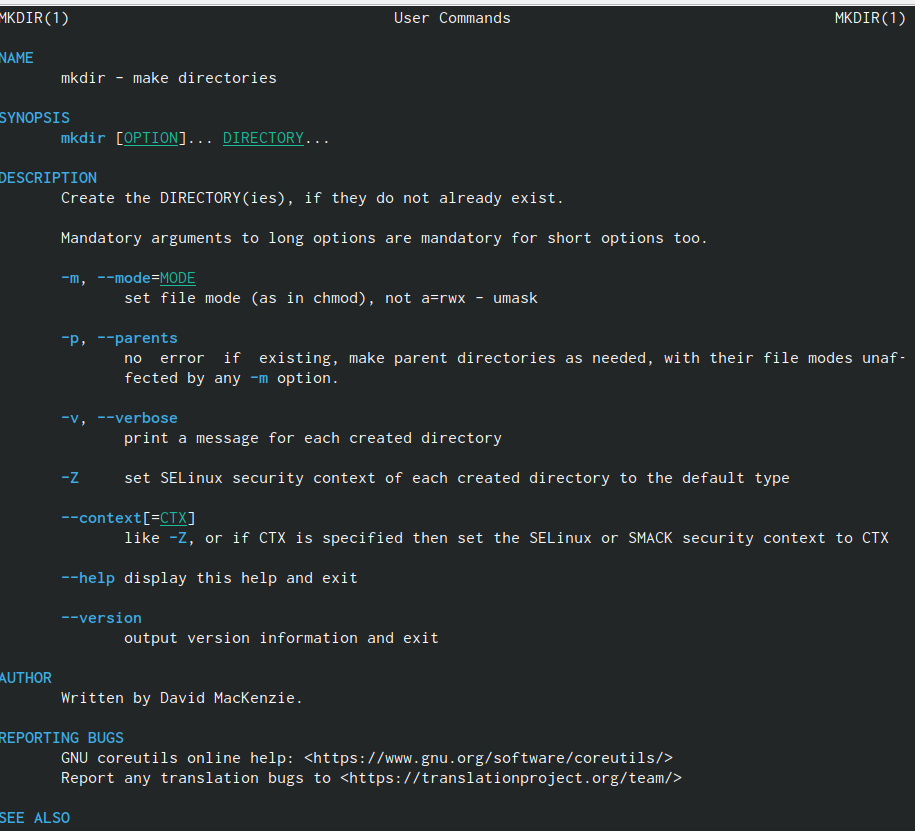 MKDIR(1) User Commands MKDIR(1)
NAME
mkdir - make directories
SYNOPSIS
mkdir [OPTION]... DIRECTORY...
DESCRIPTION
Create the DIRECTORY(ies), if they do not already exist.
Mandatory arguments to long options are mandatory for short options too.
-m, --mode=MODE
set file mode (as in chmod), not a=rwx - umask
-p, --parents
no error if existing, make parent directories as needed, with their file modes unaf-
fected by any -m option.
-v, --verbose
print a message for each created directory
-Z set SELinux security context of each created directory to the default type
--context[=CTX]
like -Z, or if CTX is specified then set the SELinux or SMACK security context to CTX
--help display this help and exit
--version
output version information and exit
AUTHOR
Written by David MacKenzie.
REPORTING BUGS
GNU coreutils online help: <https://www.gnu.org/software/coreutils/>
Report any translation bugs to <https://translationproject.org/team/>
SEE ALSO